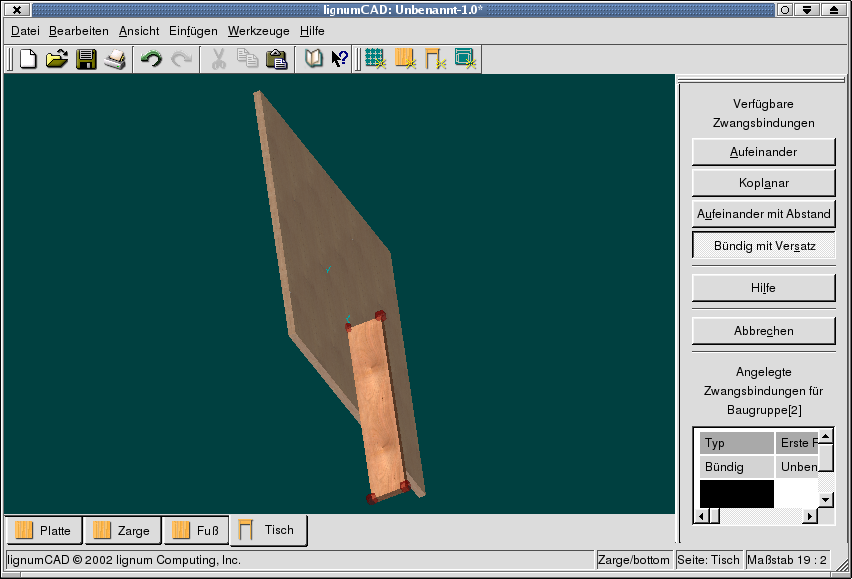 lignumCAD: Unbenannt-1.0*
Datei Bearbeiten Ansicht Einfügen Werkzeuge Hilfe
Verfügbare
Zwangsbindungen
Aufeinander
Koplanar
Aufeinander mit Abstand
Bündig mit Versatz
Hilfe
Abbrechen
Angelegte
Zwangsbindungen für
Baugruppe[2]
Typ Erste
Bündig Unben
Platte Zarge Fuß Tisch
lignumCAD © 2002 lignum Computing, Inc. Zarge/bottom Seite: Tisch Maßstab 19 : 2